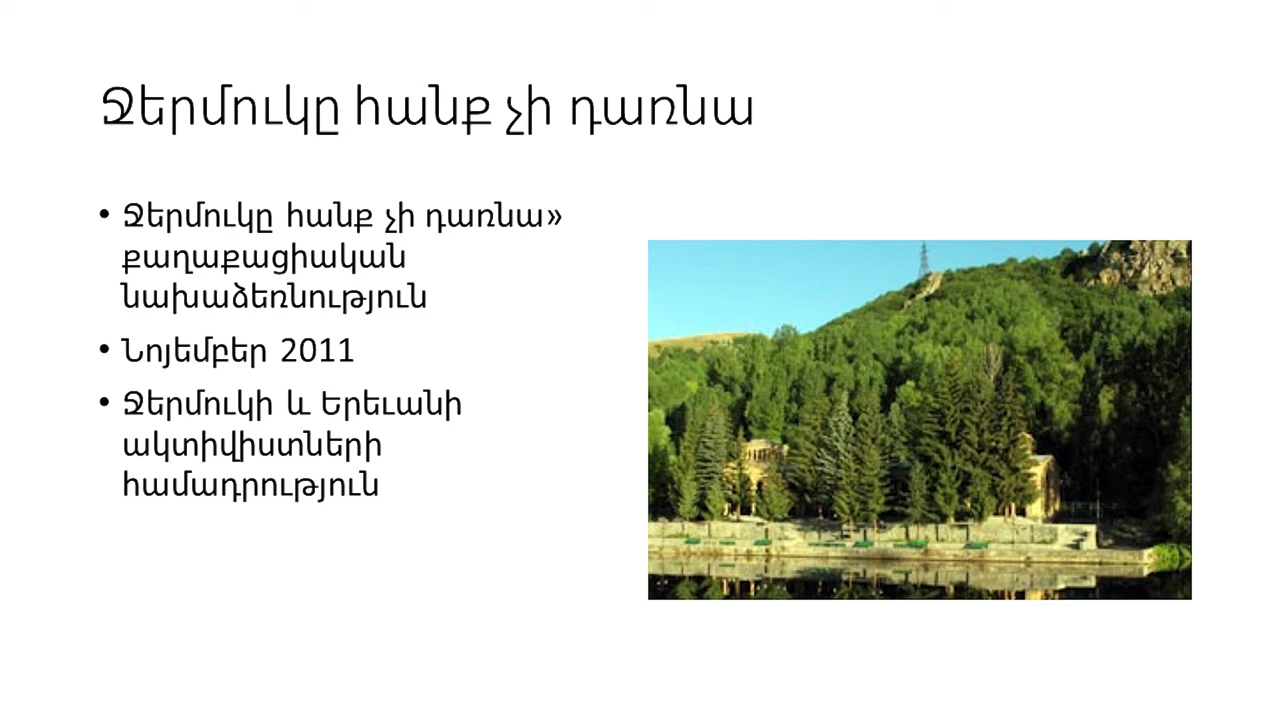 Ջերմուկը հանք չի դառնա
• Ջերմուկը հանք չի դառնա»
քաղաքացիական
նախաձեռնություն
• Նոյեմբեր 2011
• Ջերմուկի և Երեւանի
ակտիվիստների
համադրություն